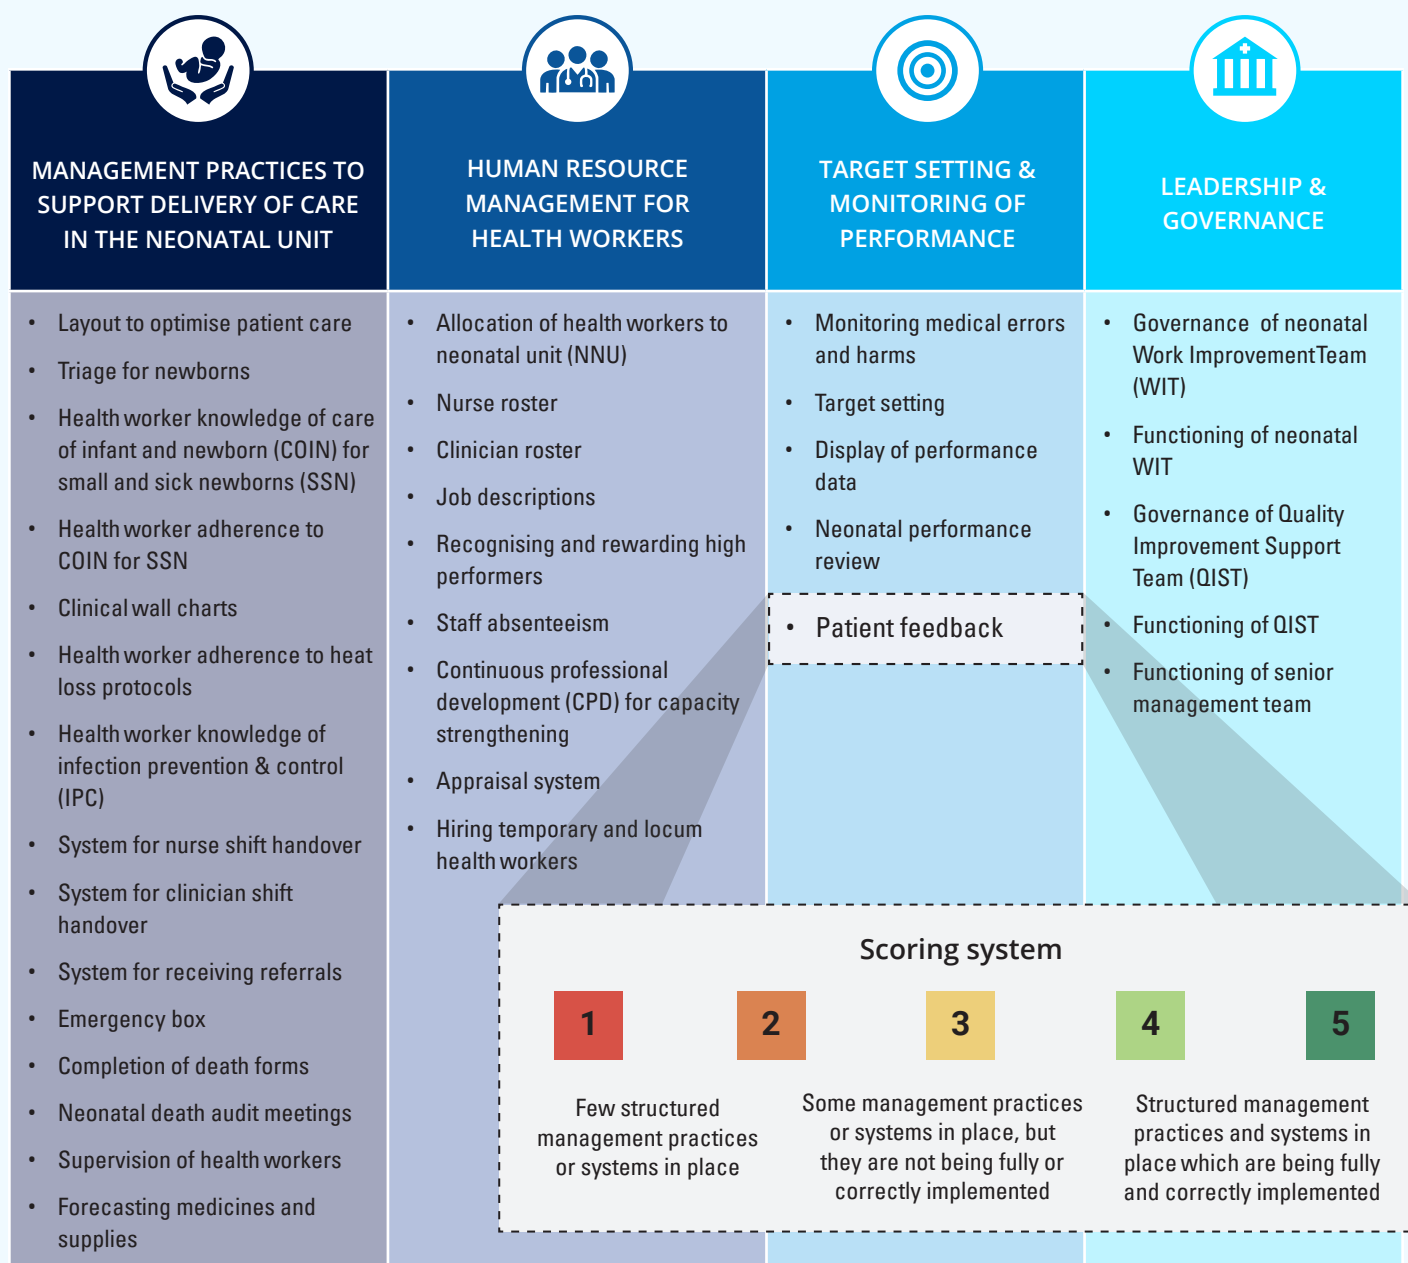 MANAGEMENT PRACTICES TO
SUPPORT DELIVERY OF CARE
IN THE NEONATAL UNIT
• Layout to optimise patient care
• Triage for newborns
• Health worker knowledge of care
of infant and newborn (COIN) for
small and sick newborns (SSN)
• Health worker adherence to
COIN for SSN
• Clinical wall charts
• Health worker adherence to heat
loss protocols
• Health worker knowledge of
infection prevention & control
(IPC)
• System for nurse shift handover
• System for clinician shift
handover
• System for receiving referrals
• Emergency box
• Completion of death forms
• Neonatal death audit meetings
• Supervision of health workers
• Forecasting medicines and
supplies
HUMAN RESOURCE
MANAGEMENT FOR
HEALTH WORKERS
• Allocation of health workers to
neonatal unit (NNU)
• Nurse roster
• Clinician roster
• Job descriptions
• Recognising and rewarding high
performers
• Staff absenteeism
• Continuous professional
development (CPD) for capacity
strengthening
• Appraisal system
• Hiring temporary and locum
health workers
TARGET SETTING &
MONITORING OF
PERFORMANCE
• Monitoring medical errors
and harms
• Target setting
• Display of performance
data
• Neonatal performance
review
• Patient feedback
LEADERSHIP &
GOVERNANCE
• Governance of neonatal
Work ImprovementTeam
(WIT)
• Functioning of neonatal
WIT
• Governance of Quality
Improvement Support
Team (QIST)
• Functioning of QIST
• Functioning of senior
management team
Scoring system
1 2 3 4 5
Few structured
management practices
or systems in place
Some management practices
or systems in place, but
they are not being fully or
correctly implemented
Structured management
practices and systems in
place which are being fully
and correctly implemented